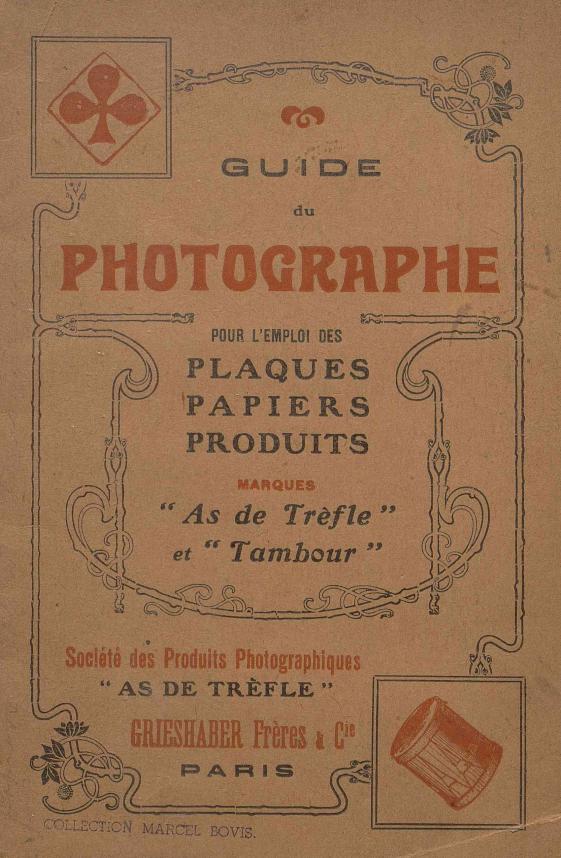 GUIDE
du
PHOTOGRAPHE
POUR L'EMPLOI DES
PLAQUES
PAPIERS
PRODUITS
MARQUES
“ As de Trèfle ”
et “ Tambour ”
Société des Produits Photographiques
“ AS DE TRÈFLE ”
GRIESHABER Frères & Cie
PARIS
COLLECTION MARCEL BOVIS.